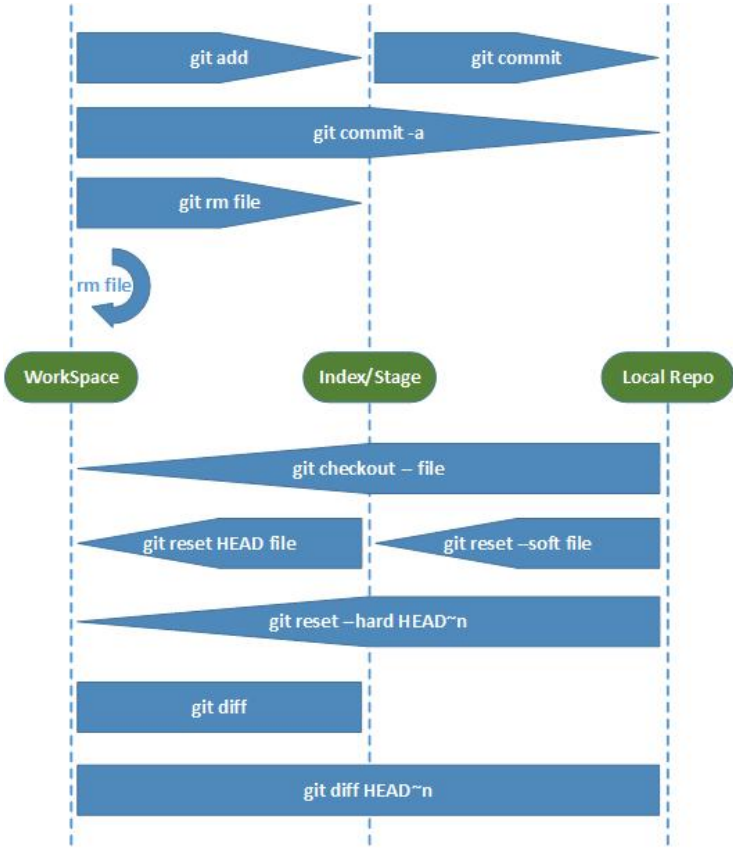 git add
git commit
git commit -a
git rm file
rm file
WorkSpace
Index/Stage
Local Repo
git checkout – file
git reset HEAD file
git reset –soft file
git reset –hard HEAD~n
git diff
git diff HEAD~n